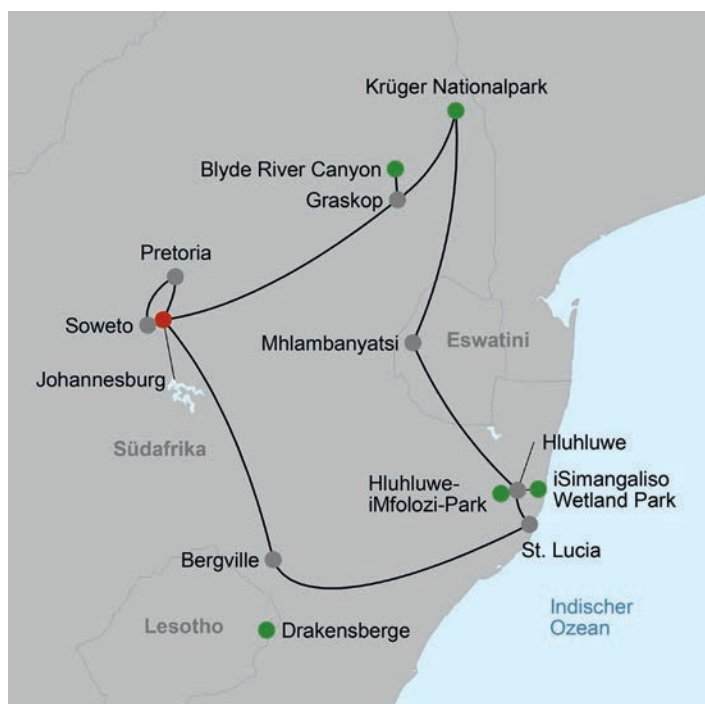 Krüger Nationalpark
Blyde River Canyon
Graskop
Pretoria
Soweto
Johannesburg
Mhlambanyatsi
Eswatini
Südafrika
Hluhluwe
Hluhluwe-
iMfolozi-Park
iSimangaliso
Wetland Park
St. Lucia
Bergville
Lesotho
Drakensberge
Indischer
Ozean